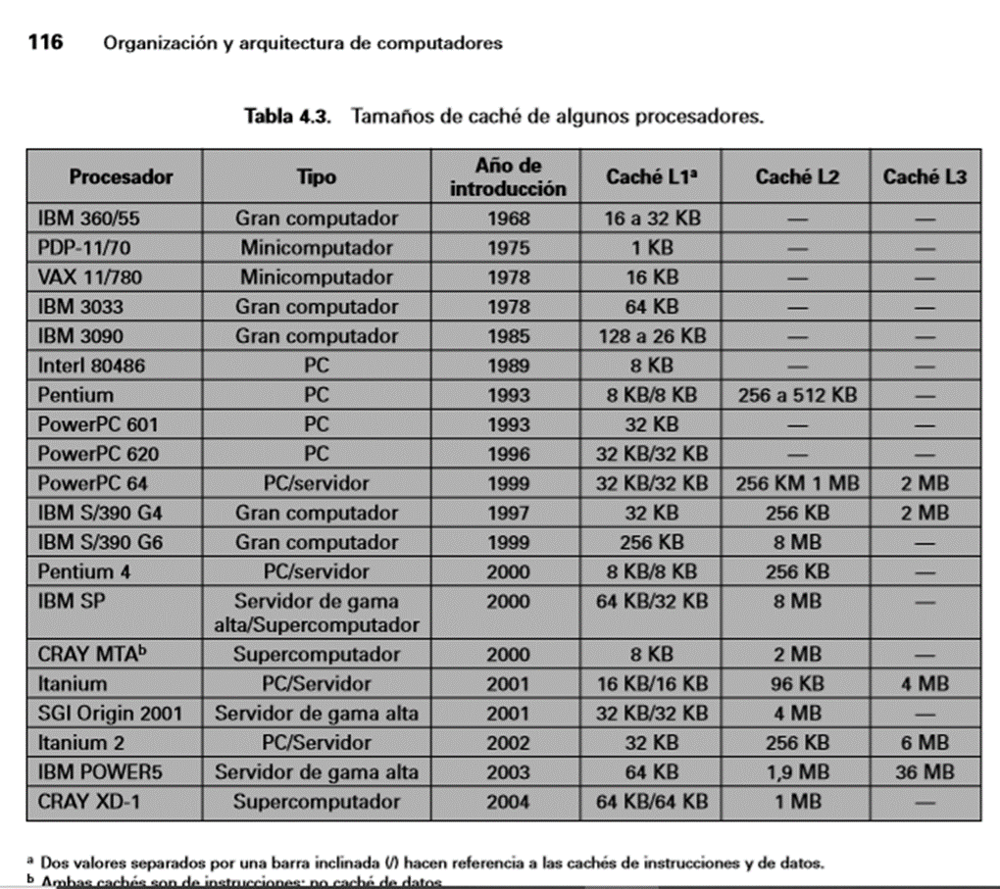 116 Organización y arquitectura de computadores
Tabla 4.3. Tamaños de caché de algunos procesadores.
Procesador Tipo Año de introducción Caché L1ª Caché L2 Caché L3
IBM 360/55 Gran computador 1968 16 a 32 KB — —
PDP-11/70 Minicomputador 1975 1 KB — —
VAX 11/780 Minicomputador 1978 16 KB — —
IBM 3033 Gran computador 1978 64 KB — —
IBM 3090 Gran computador 1985 128 a 26 KB — —
Interl 80486 PC 1989 8 KB — —
Pentium PC 1993 8 KB/8 KB 256 a 512 KB —
PowerPC 601 PC 1993 32 KB — —
PowerPC 620 PC 1996 32 KB/32 KB — —
PowerPC 64 PC/servidor 1999 32 KB/32 KB 256 KM 1 MB 2 MB
IBM S/390 G4 Gran computador 1997 32 KB 256 KB 2 MB
IBM S/390 G6 Gran computador 1999 256 KB 8 MB —
Pentium 4 PC/servidor 2000 8 KB/8 KB 256 KB —
IBM SP Servidor de gama alta/Supercomputador 2000 64 KB/32 KB 8 MB —
CRAY MTAᵇ Supercomputador 2000 8 KB 2 MB —
Itanium PC/Servidor 2001 16 KB/16 KB 96 KB 4 MB
SGI Origin 2001 Servidor de gama alta 2001 32 KB/32 KB 4 MB —
Itanium 2 PC/Servidor 2002 32 KB 256 KB 6 MB
IBM POWER5 Servidor de gama alta 2003 64 KB 1,9 MB 36 MB
CRAY XD-1 Supercomputador 2004 64 KB/64 KB 1 MB —
ª Dos valores separados por una barra inclinada (/) hacen referencia a las cachés de instrucciones y de datos.
ᵇ Ambas cachés son de instrucciones; no caché de datos